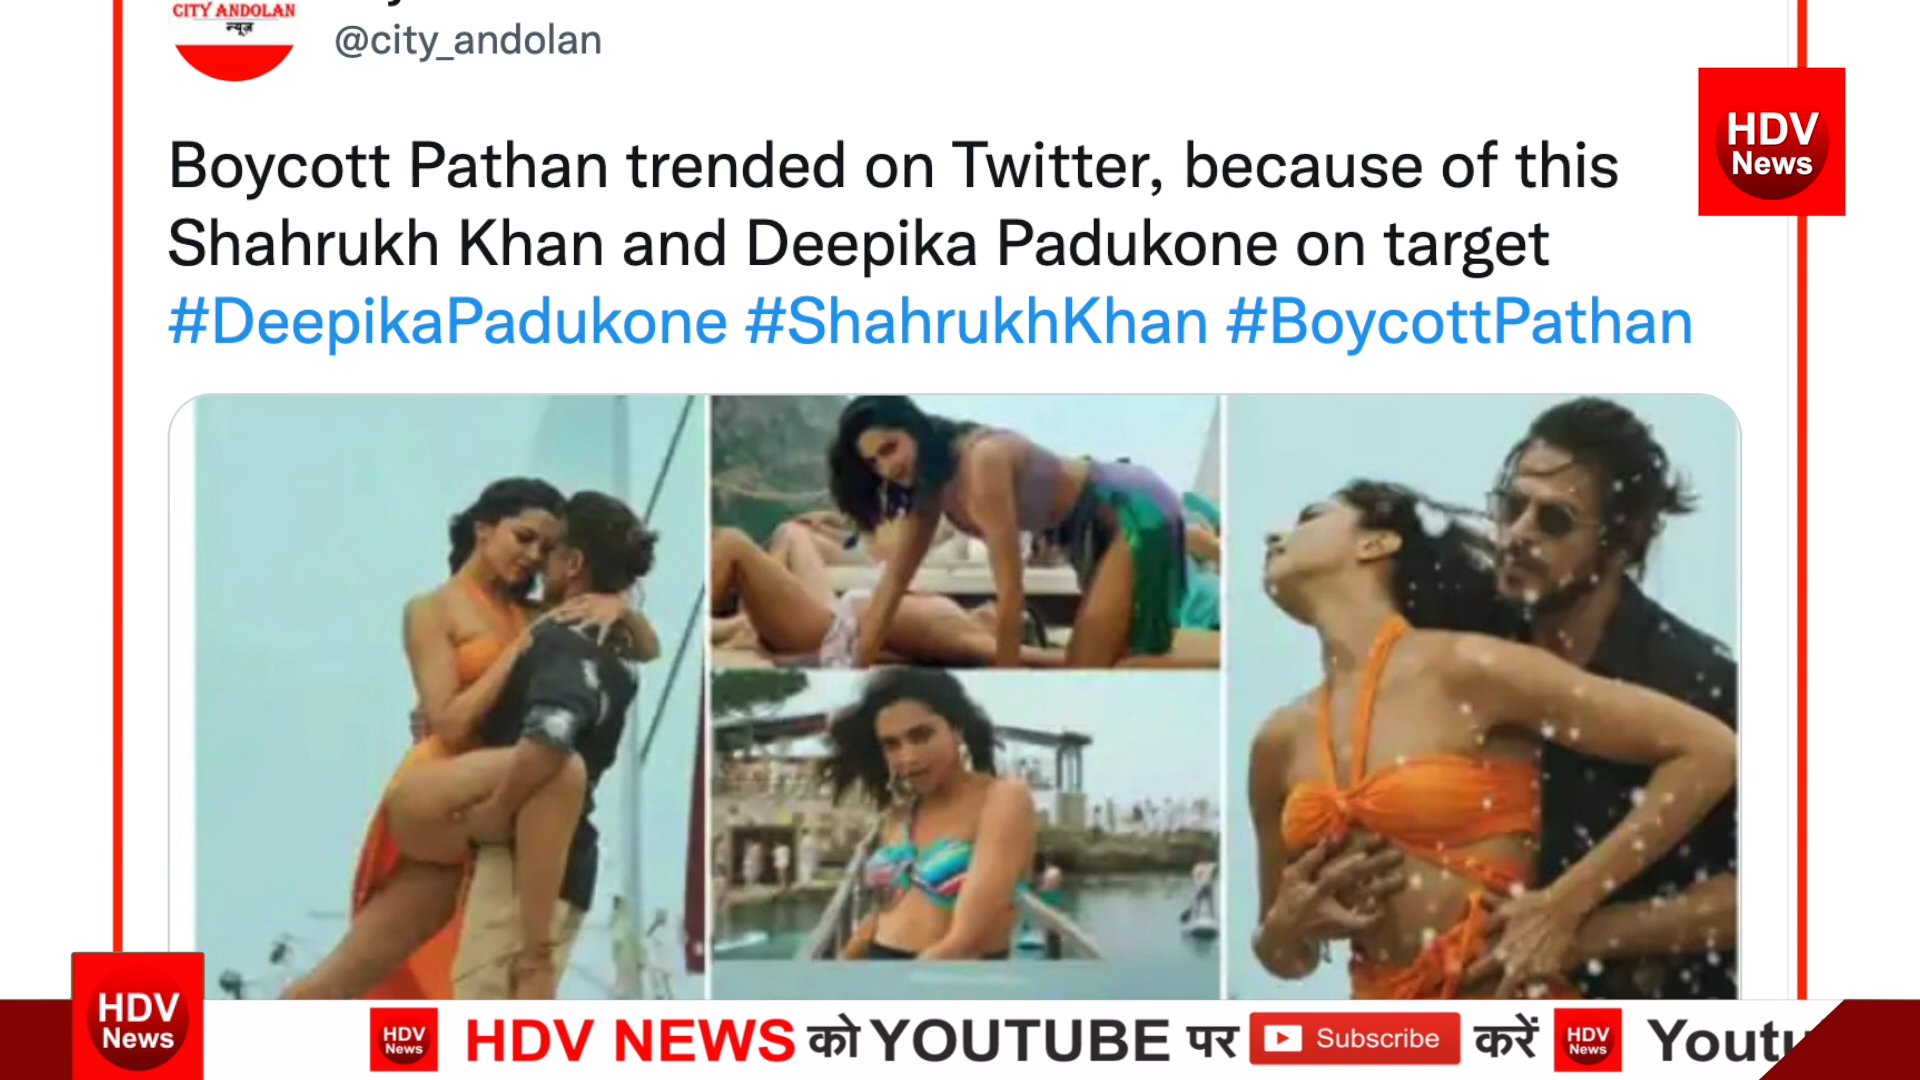 CITY ANDOLAN
न्यूज़
@city_andolan
HDV
News
Boycott Pathan trended on Twitter, because of this
Shahrukh Khan and Deepika Padukone on target
#DeepikaPadukone #ShahrukhKhan #BoycottPathan
HDV
News
HDV
News
HDV NEWS को YOUTUBE पर Subscribe करें
HDV
News